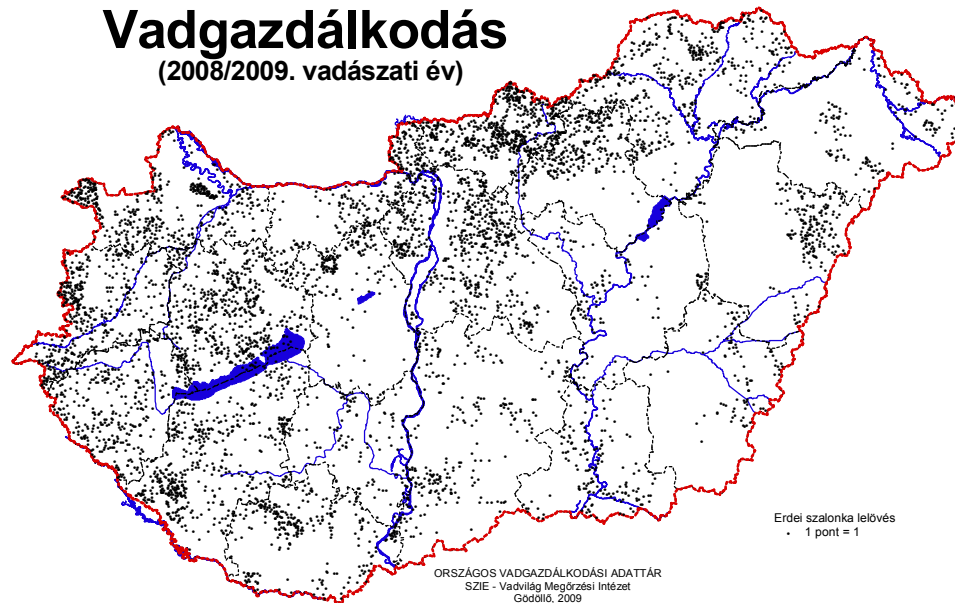 Vadgazdálkodás
(2008/2009. vadászati év)
Erdei szalonka lelövés
1 pont = 1
ORSZÁGOS VADGAZDÁLKODÁSI ADATTÁR
SZIE - Vadvilág Megőrzési Intézet
Gödöllő, 2009